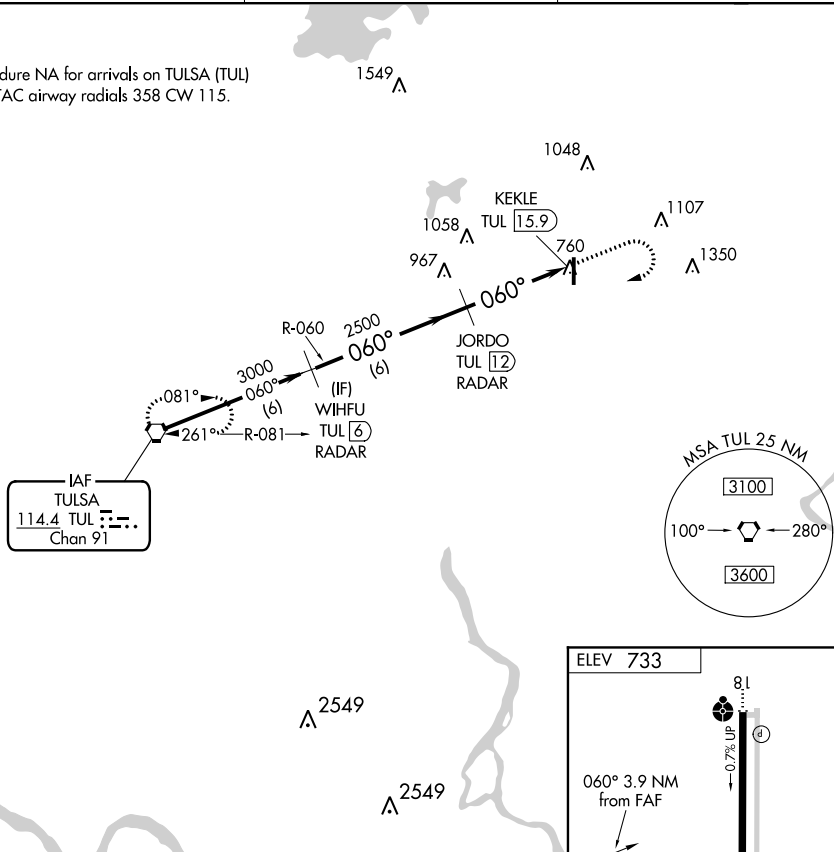 dure NA for arrivals on TULSA (TUL)
TAC airway radials 358 CW 115.
1549
1048
KEKLE
TUL 15.9
1107
1058
760
967
1350
060°
R-060
2500
060°
(6)
JORDO
TUL 12
RADAR
3000
060°
(6)
(IF)
WIHFU
TUL 6
RADAR
081°
261°
R-081
IAF
TULSA
114.4 TUL
Chan 91
MSA TUL 25 NM
3100
100°
280°
3600
ELEV 733
18
0.7% UP
P
060° 3.9 NM
from FAF
2549
2549